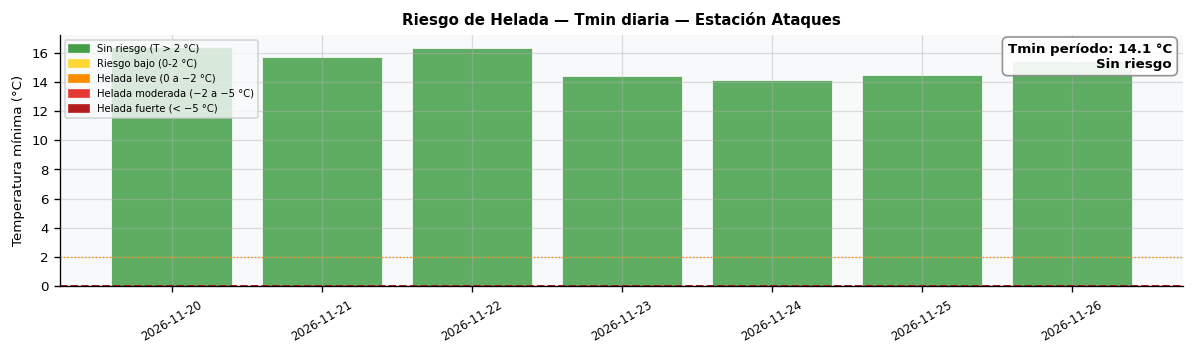 Riesgo de Helada — Tmin diaria — Estación Ataques
Sin riesgo (T > 2 °C)
Riesgo bajo (0-2 °C)
Helada leve (0 a −2 °C)
Helada moderada (−2 a −5 °C)
Helada fuerte (< −5 °C)
Tmin período: 14.1 °C
Sin riesgo
Temperatura mínima (°C)
16
14
12
10
8
6
4
2
0
2026-11-20
2026-11-21
2026-11-22
2026-11-23
2026-11-24
2026-11-25
2026-11-26